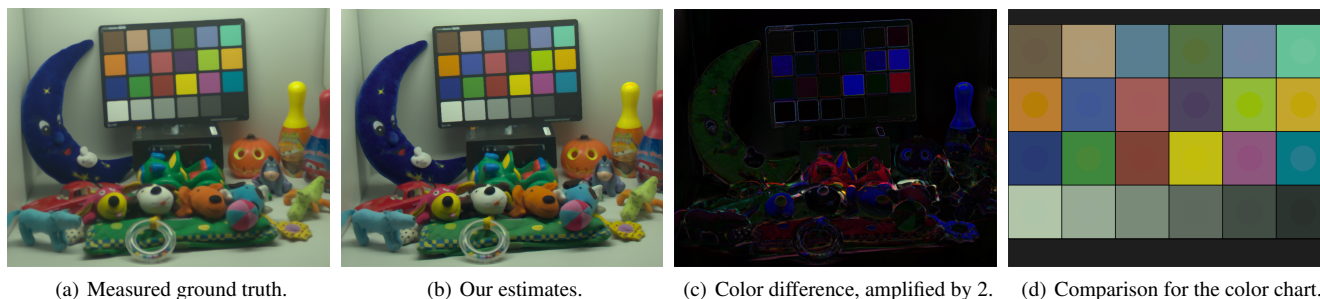 (a) Measured ground truth.
(b) Our estimates.
(c) Color difference, amplified by 2.
(d) Comparison for the color chart.